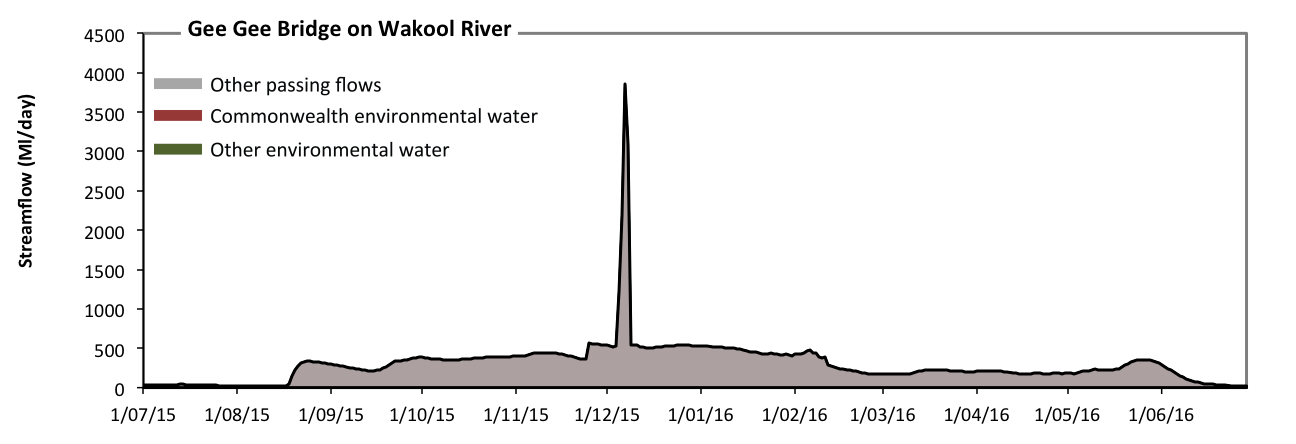 Gee Gee Bridge on Wakool River
4500
4000
3500
3000
2500
2000
1500
1000
500
0
Streamflow (Ml/day)
Other passing flows
Commonwealth environmental water
Other environmental water
1/07/15 1/08/15 1/09/15 1/10/15 1/11/15 1/12/15 1/01/16 1/02/16 1/03/16 1/04/16 1/05/16 1/06/16